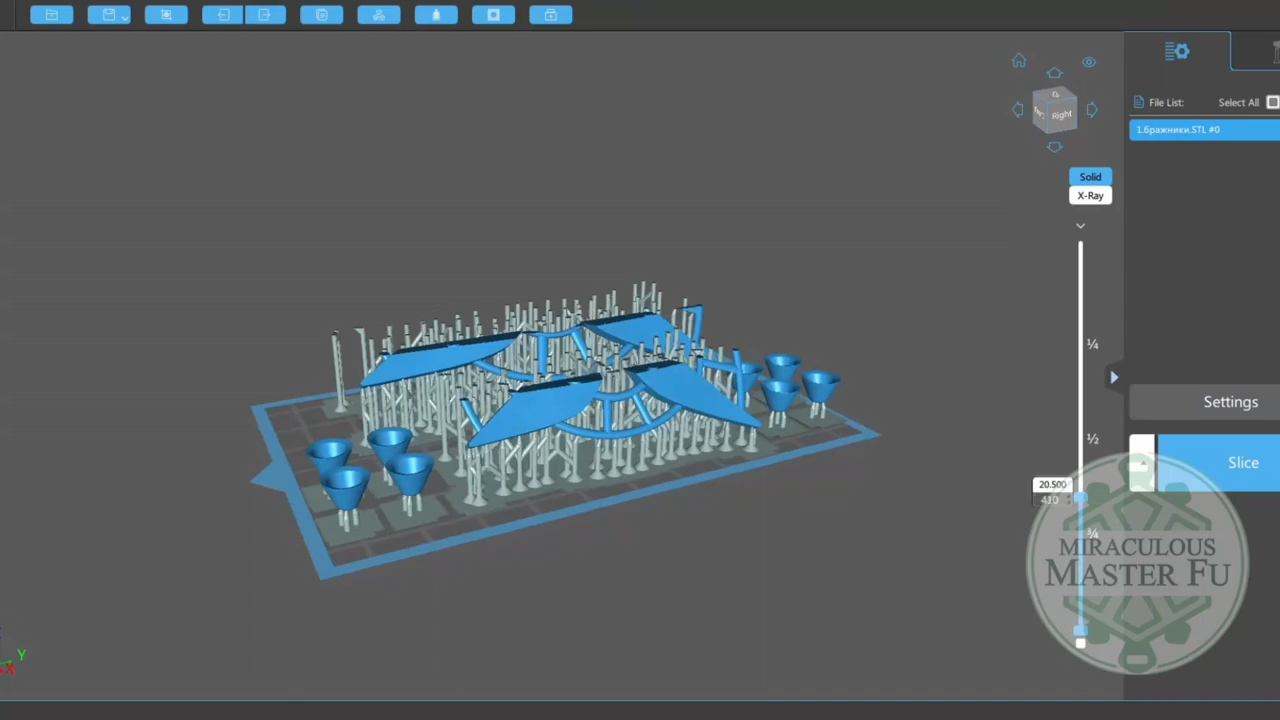 File List:
Select All
1.бражники.STL #0
Right
Solid
X-Ray
¼
½
Settings
Slice
20.500
410
¾
MIRACULOUS
MASTER FU
Y
X